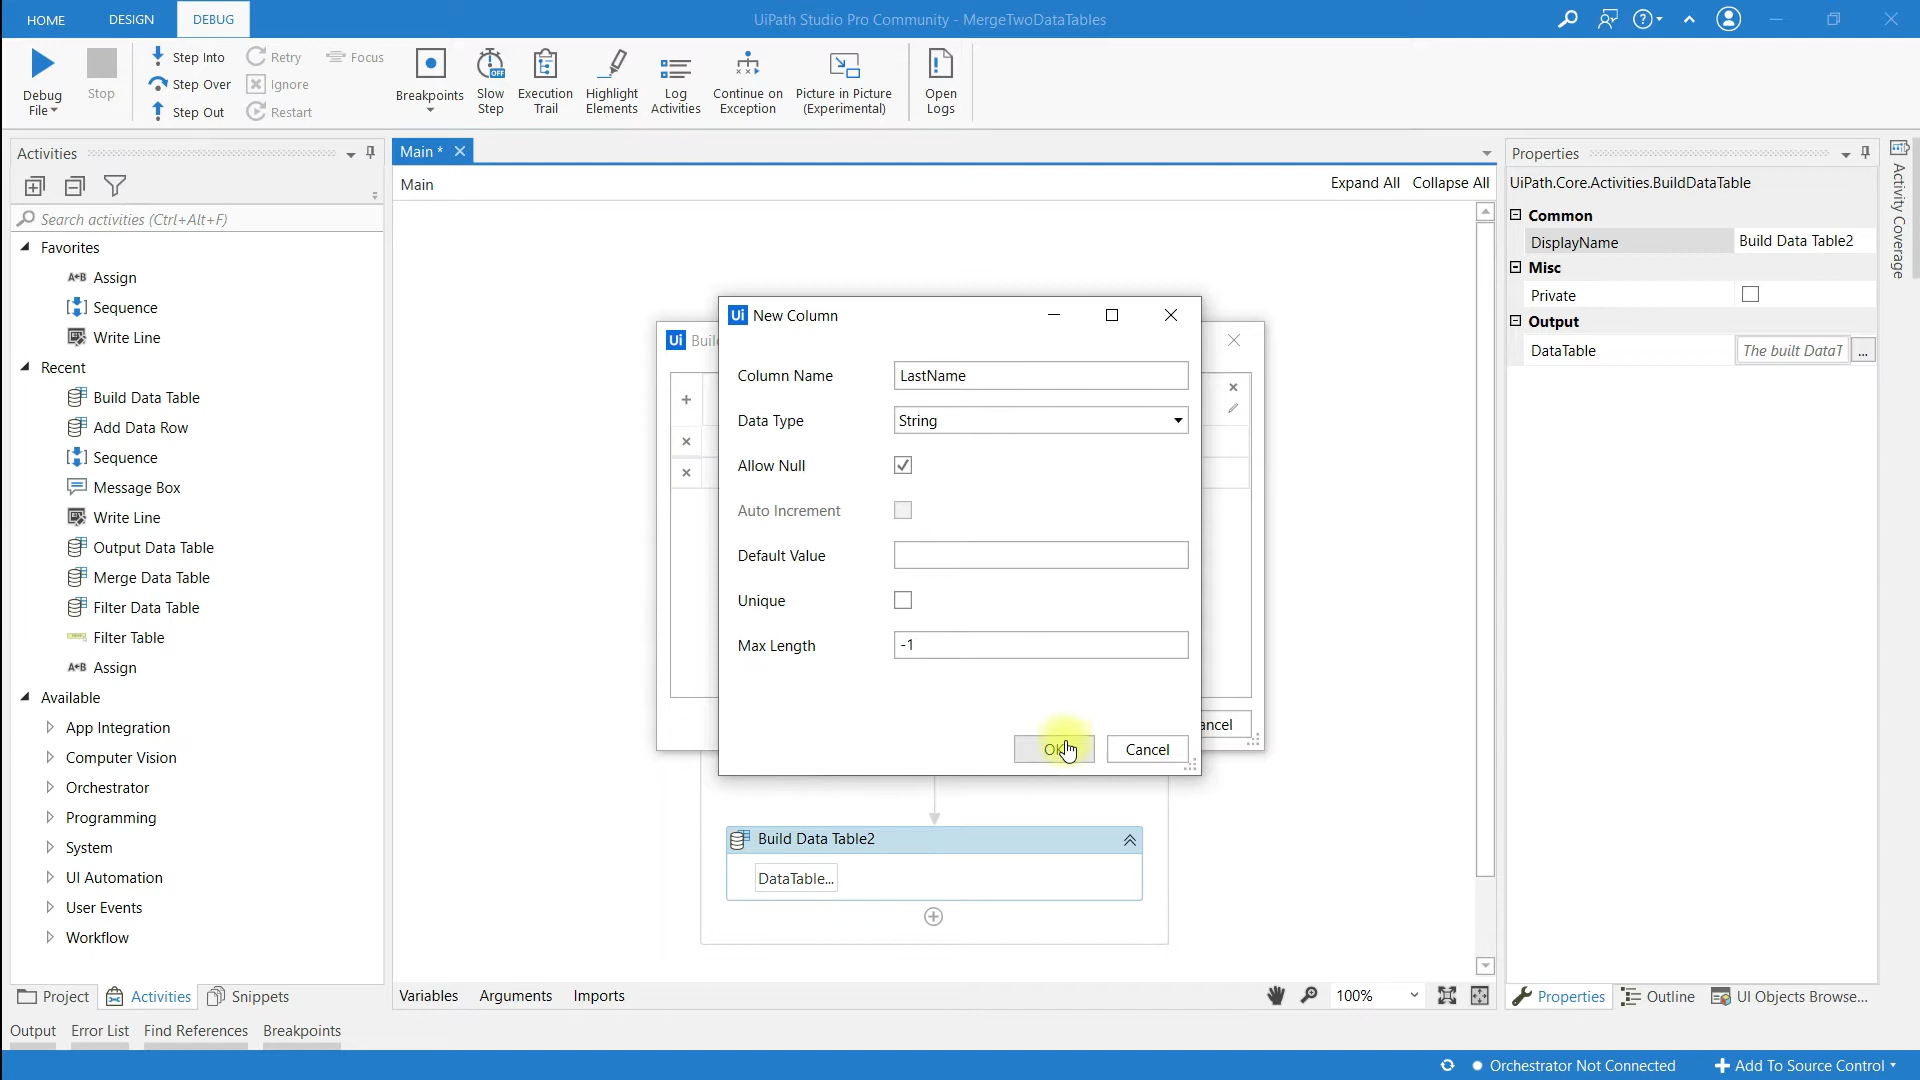 HOME DESIGN DEBUG
UiPath Studio Pro Community - MergeTwoDataTables
Debug File
Stop
Step Into
Step Over
Step Out
Retry
Ignore
Restart
Focus
Breakpoints
Slow Step
OFF
Execution Trail
Highlight Elements
Log Activities
Continue on Exception
Picture in Picture (Experimental)
Open Logs
Activities
Search activities (Ctrl+Alt+F)
Favorites
A+B Assign
Sequence
Write Line
Recent
Build Data Table
Add Data Row
Sequence
Message Box
Write Line
Output Data Table
Merge Data Table
Filter Data Table
Filter Table
A+B Assign
Available
App Integration
Computer Vision
Orchestrator
Programming
System
UI Automation
User Events
Workflow
Project Activities Snippets
Main *
Main
Expand All Collapse All
Ui Buil
Ui New Column
Column Name LastName
Data Type String
Allow Null
Auto Increment
Default Value
Unique
Max Length -1
OK Cancel
ancel
Build Data Table2
DataTable...
Variables Arguments Imports
100%
Properties
UiPath.Core.Activities.BuildDataTable
Common
DisplayName Build Data Table2
Misc
Private
Output
DataTable The built DataT ...
Activity Coverage
Properties Outline UI Objects Browse...
Output Error List Find References Breakpoints
Orchestrator Not Connected Add To Source Control